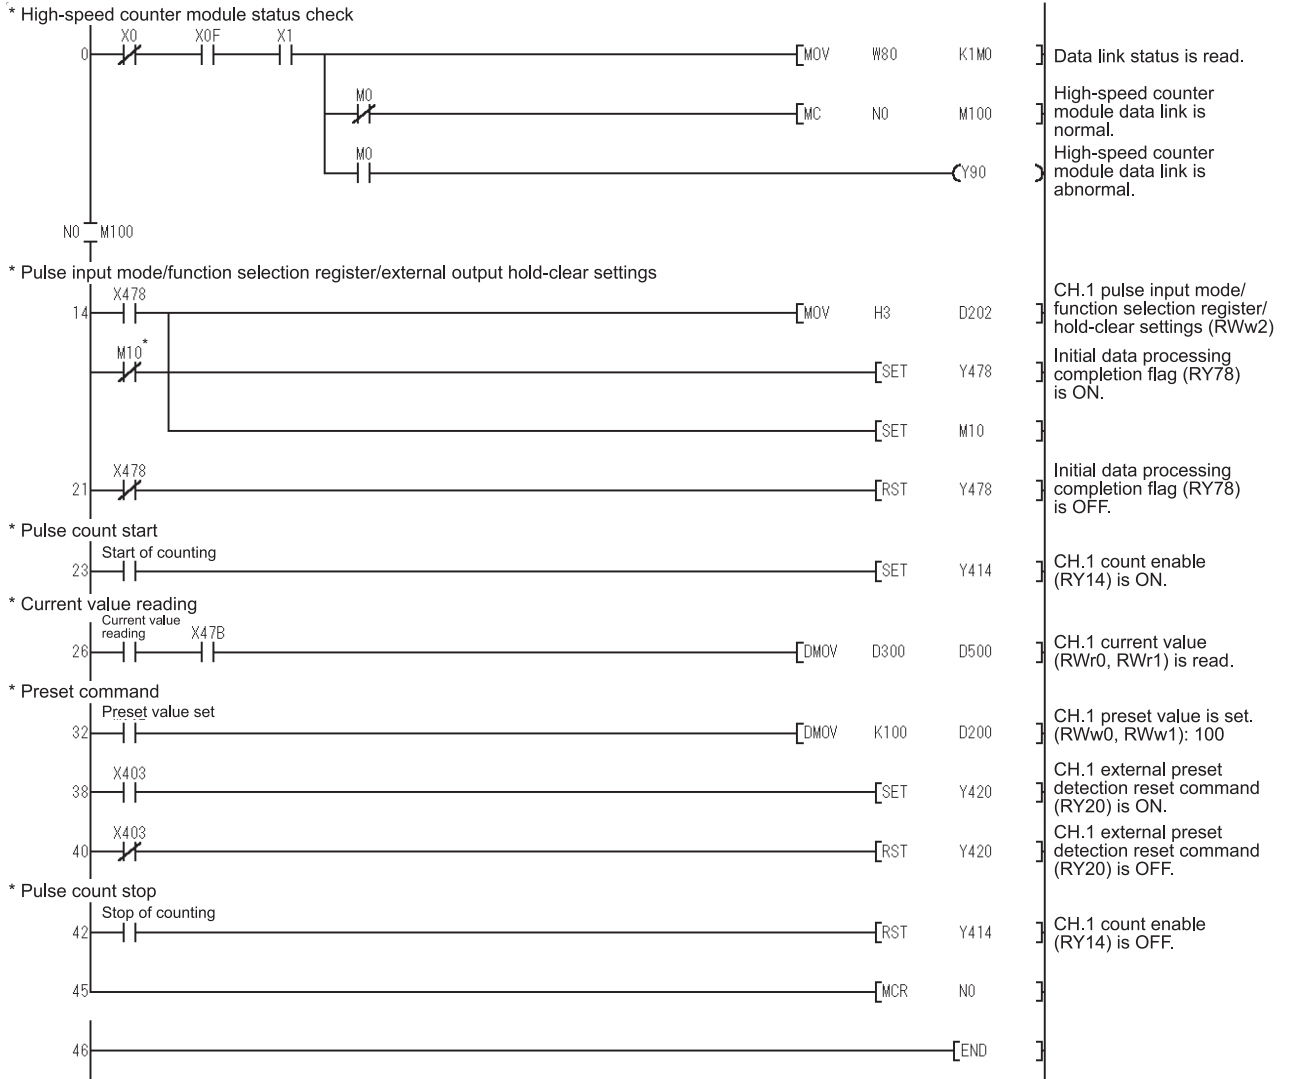 * High-speed counter module status check
X0 X0F X1
0 MOV W80 K1M0 Data link status is read.
M0
MC N0 M100
High-speed counter
module data link is
normal.
M0
Y90
High-speed counter
module data link is
abnormal.
N0 M100
* Pulse input mode/function selection register/external output hold-clear settings
X478
14 MOV H3 D202
CH.1 pulse input mode/
function selection register/
hold-clear settings (RWw2)
M10*
SET Y478
Initial data processing
completion flag (RY78)
is ON.
SET M10
X478
21 RST Y478
Initial data processing
completion flag (RY78)
is OFF.
* Pulse count start
Start of counting
23 SET Y414
CH.1 count enable
(RY14) is ON.
* Current value reading
Current value
reading X47B
26 DMOV D300 D500
CH.1 current value
(RWr0, RWr1) is read.
* Preset command
Preset value set
32 DMOV K100 D200
CH.1 preset value is set.
(RWw0, RWw1): 100
X403
38 SET Y420
CH.1 external preset
detection reset command
(RY20) is ON.
X403
40 RST Y420
CH.1 external preset
detection reset command
(RY20) is OFF.
* Pulse count stop
Stop of counting
42 RST Y414
CH.1 count enable
(RY14) is OFF.
45 MCR N0
46 END